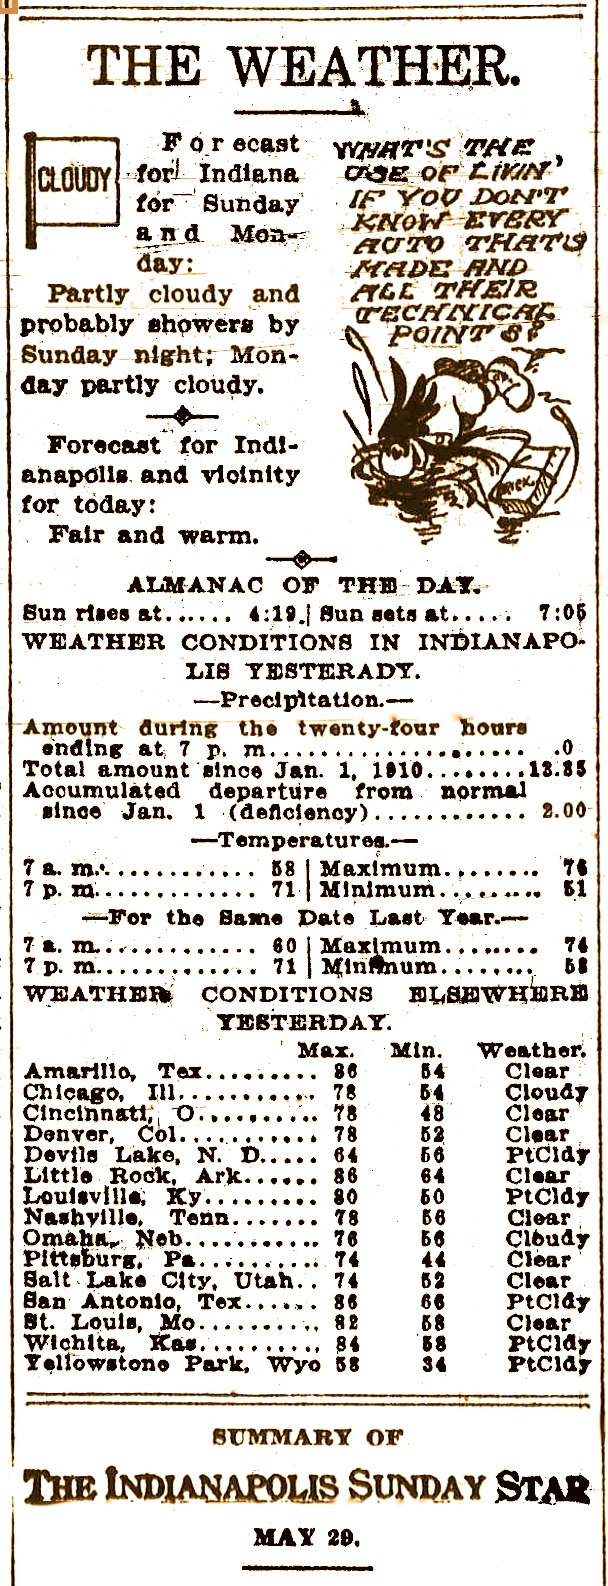 THE WEATHER.
CLOUDY
Forecast
for Indiana
for Sunday
and Mon-
day:
Partly cloudy and
probably showers by
Sunday night; Mon-
day partly cloudy.
Forecast for Indi-
anapolis and vicinity
for today:
Fair and warm.
WHAT'S THE
USE OF LIVIN'
IF YOU DON'T
KNOW EVERY
AUTO THAT'S
MADE AND
ALL THEIR
TECHNICAL
POINTS?
BRICK
ALMANAC OF THE DAY.
Sun rises at...... 4:19. | Sun sets at..... 7:05
WEATHER CONDITIONS IN INDIANAPO-
LIS YESTERADY.
—Precipitation.—
Amount during the twenty-four hours
ending at 7 p. m..................... .0
Total amount since Jan. 1, 1910........13.35
Accumulated departure from normal
since Jan. 1 (deficiency)............ 2.00
—Temperatures.—
7 a. m.............. 58 | Maximum........ 76
7 p. m.............. 71 | Minimum......... 51
—For the Same Date Last Year.—
7 a. m.............. 60 | Maximum........ 74
7 p. m.............. 71 | Minimum........ 58
WEATHER CONDITIONS ELSEWHERE
YESTERDAY.
Max. Min. Weather.
Amarillo, Tex.......... 86 54 Clear
Chicago, Ill............ 78 54 Cloudy
Cincinnati, O.......... 78 48 Clear
Denver, Col............ 78 52 Clear
Devils Lake, N. D..... 64 56 PtCldy
Little Rock, Ark...... 86 64 Clear
Louisville, Ky......... 80 50 PtCldy
Nashville, Tenn....... 78 56 Clear
Omaha, Neb........... 76 56 Cloudy
Pittsburg, Pa.......... 74 44 Clear
Salt Lake City, Utah.. 74 52 Clear
San Antonio, Tex...... 86 66 PtCldy
St. Louis, Mo.......... 82 58 Clear
Wichita, Kas.......... 84 58 PtCldy
Yellowstone Park, Wyo 58 34 PtCldy
SUMMARY OF
THE INDIANAPOLIS SUNDAY STAR
MAY 29.